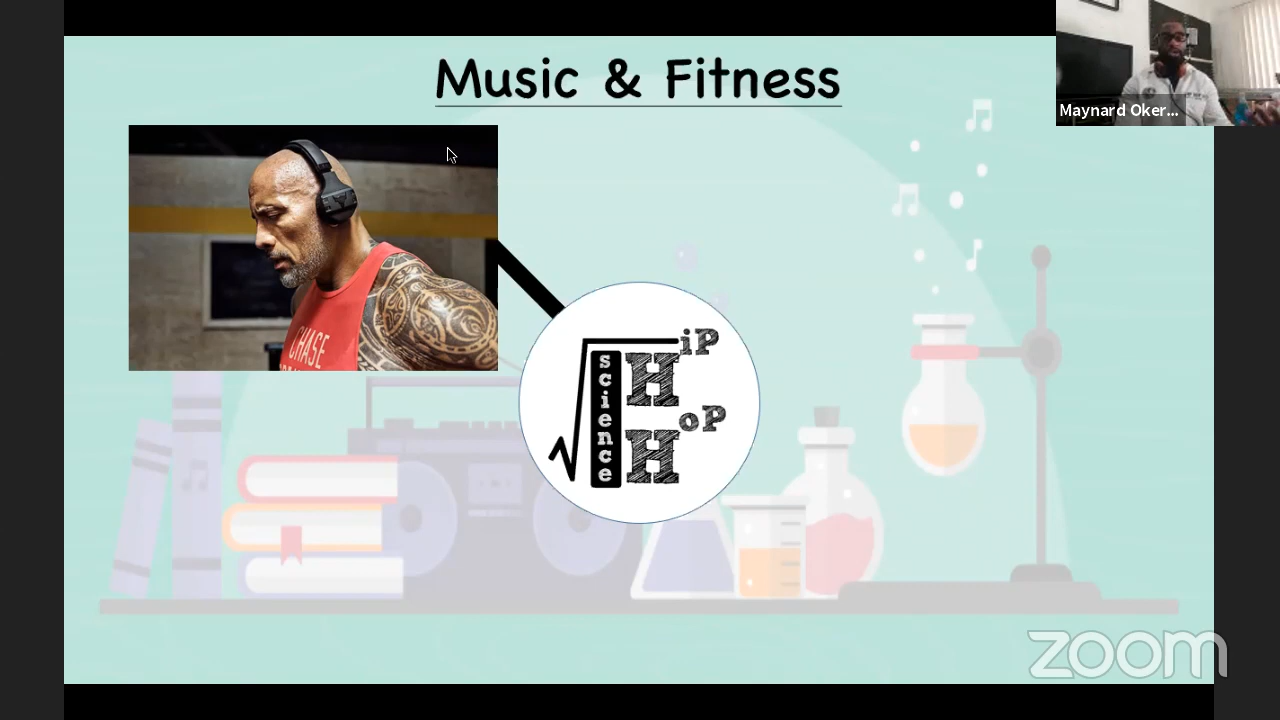 Music & Fitness
Maynard Oker...
CHASE
science
HiP
HoP
zoom